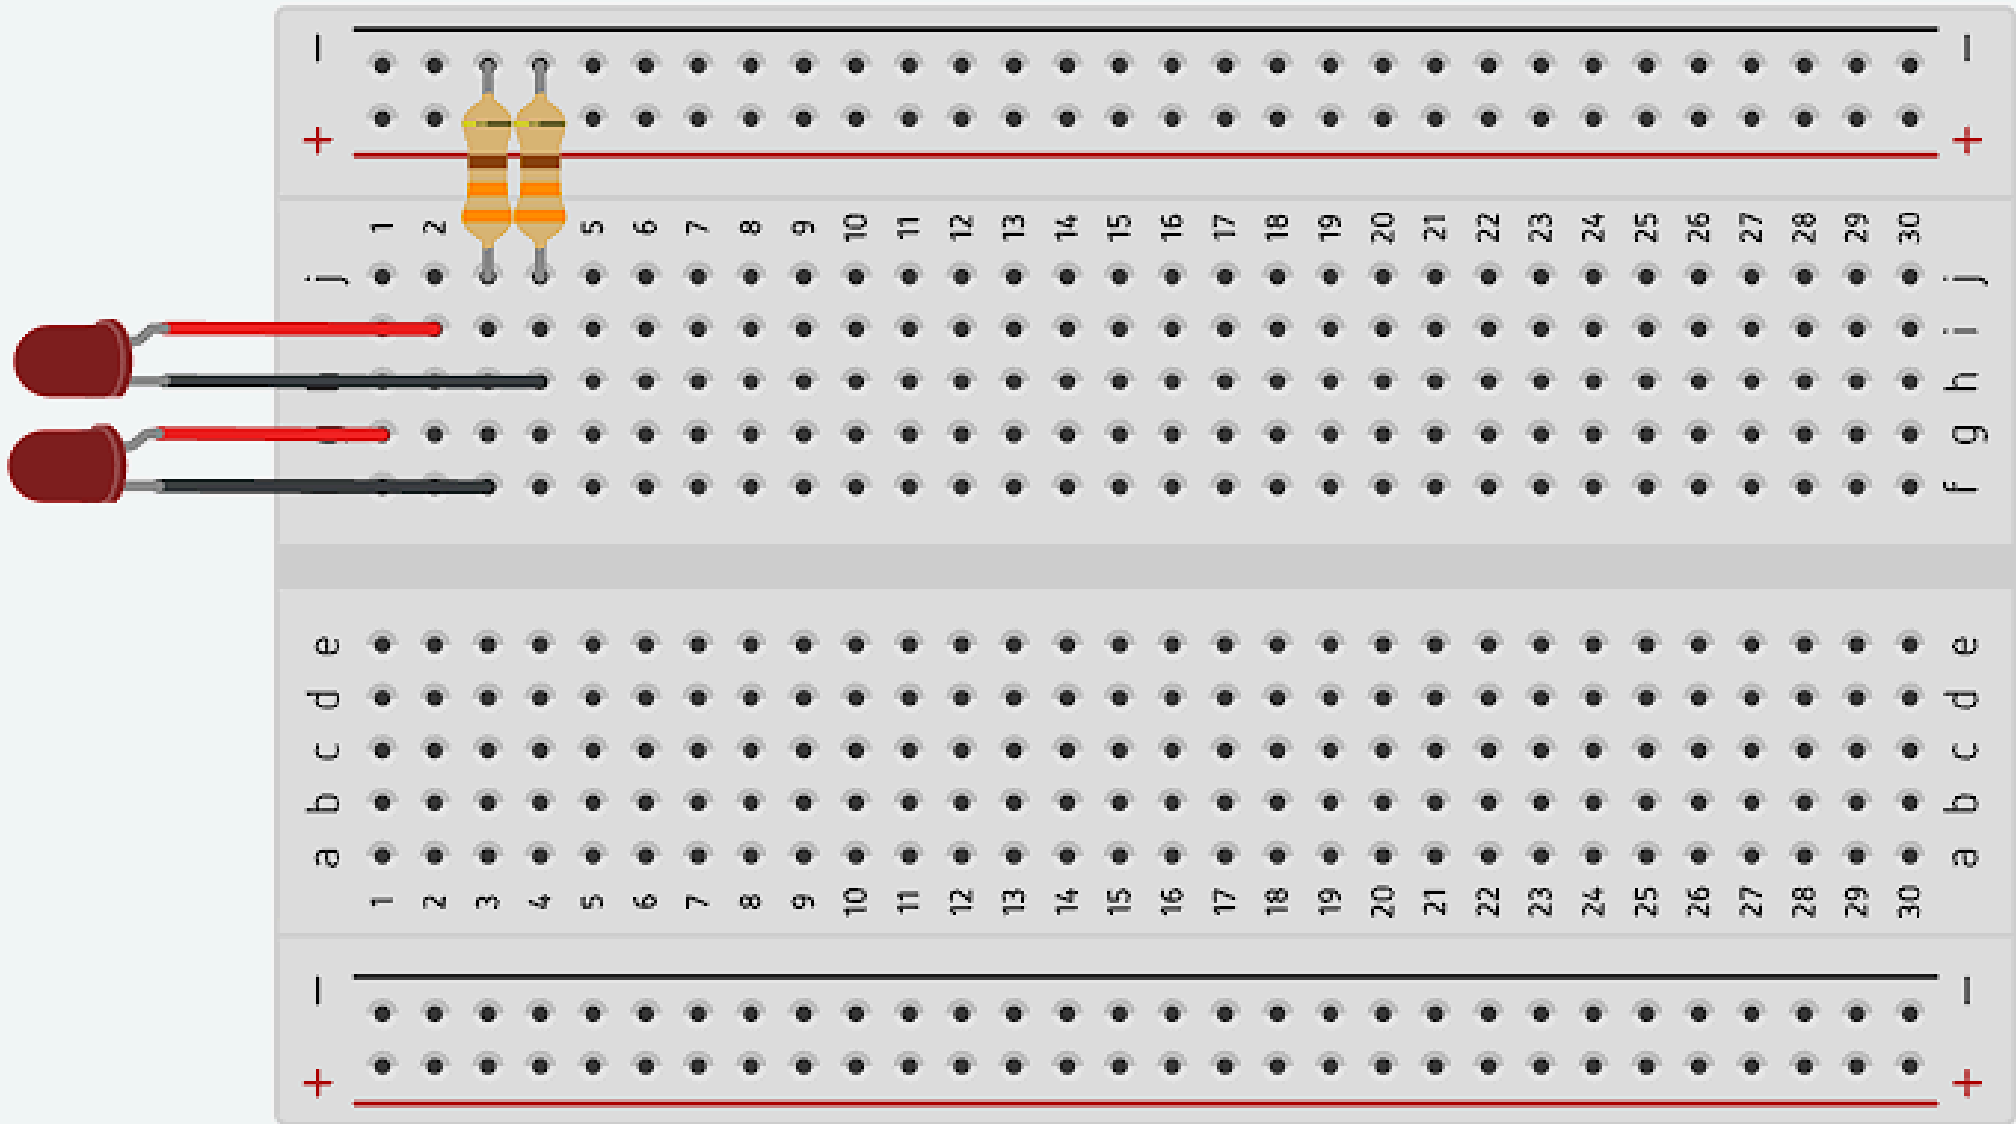 − −
+ +
1 2 5 6 7 8 9 10 11 12 13 14 15 16 17 18 19 20 21 22 23 24 25 26 27 28 29 30
j j
i
h
g
f
e e
d d
c c
b b
a a
1 2 3 4 5 6 7 8 9 10 11 12 13 14 15 16 17 18 19 20 21 22 23 24 25 26 27 28 29 30
− −
+ +